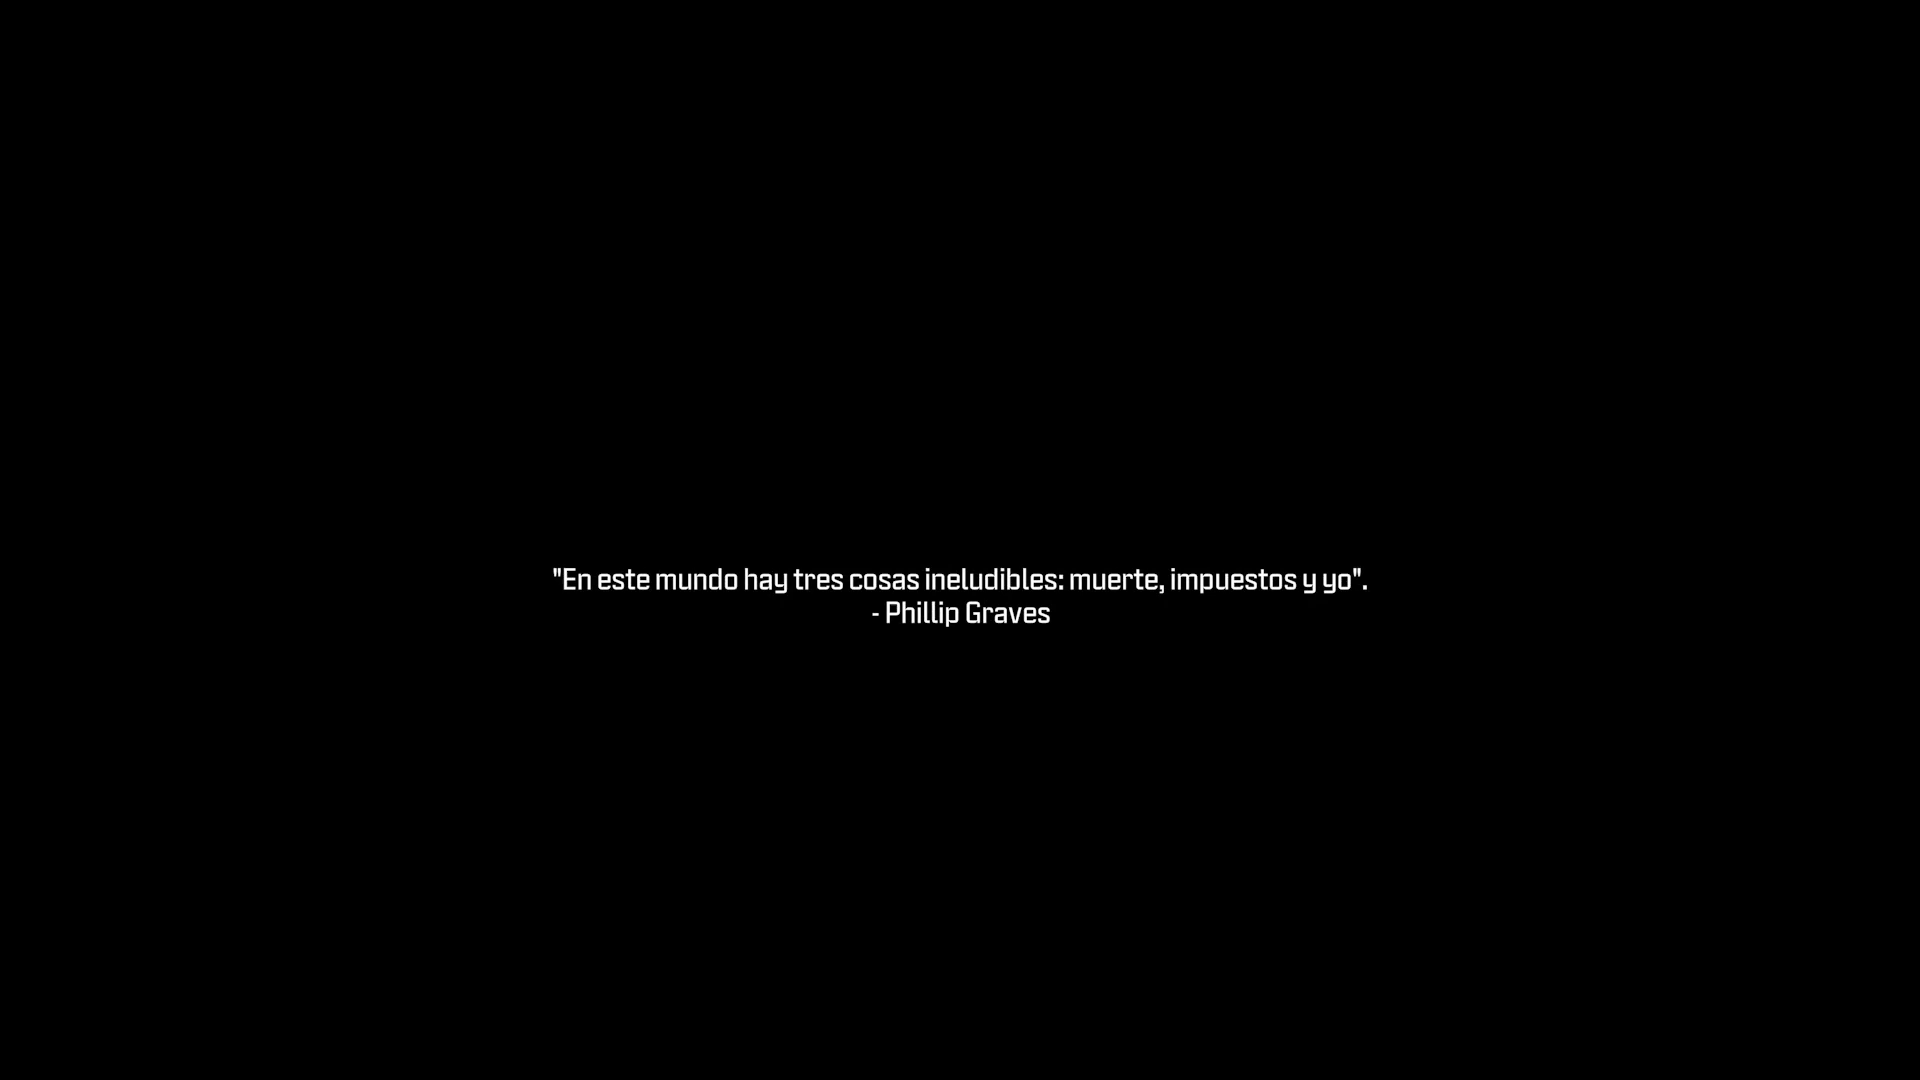 "En este mundo hay tres cosas ineludibles: muerte, impuestos y yo".
- Phillip Graves